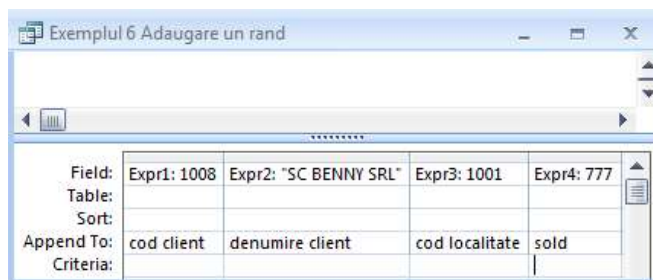 Exemplul 6 Adaugare un rand
Field: Expr1: 1008 Expr2: "SC BENNY SRL" Expr3: 1001 Expr4: 777
Table:
Sort:
Append To: cod client denumire client cod localitate sold
Criteria: